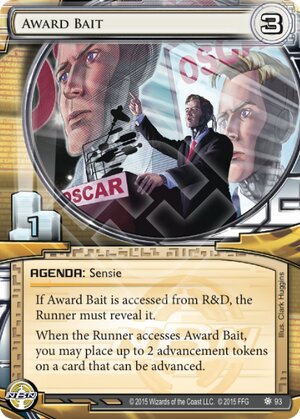 AWARD BAIT
3
OSCAR
OSCAR
1
AGENDA: Sensie
If Award Bait is accessed from R&D, the
Runner must reveal it.
When the Runner accesses Award Bait,
you may place up to 2 advancement tokens
on a card that can be advanced.
Illus. Clark Huggins
NBN
© 2015 Wizards of the Coast LLC. © 2015 FFG
93